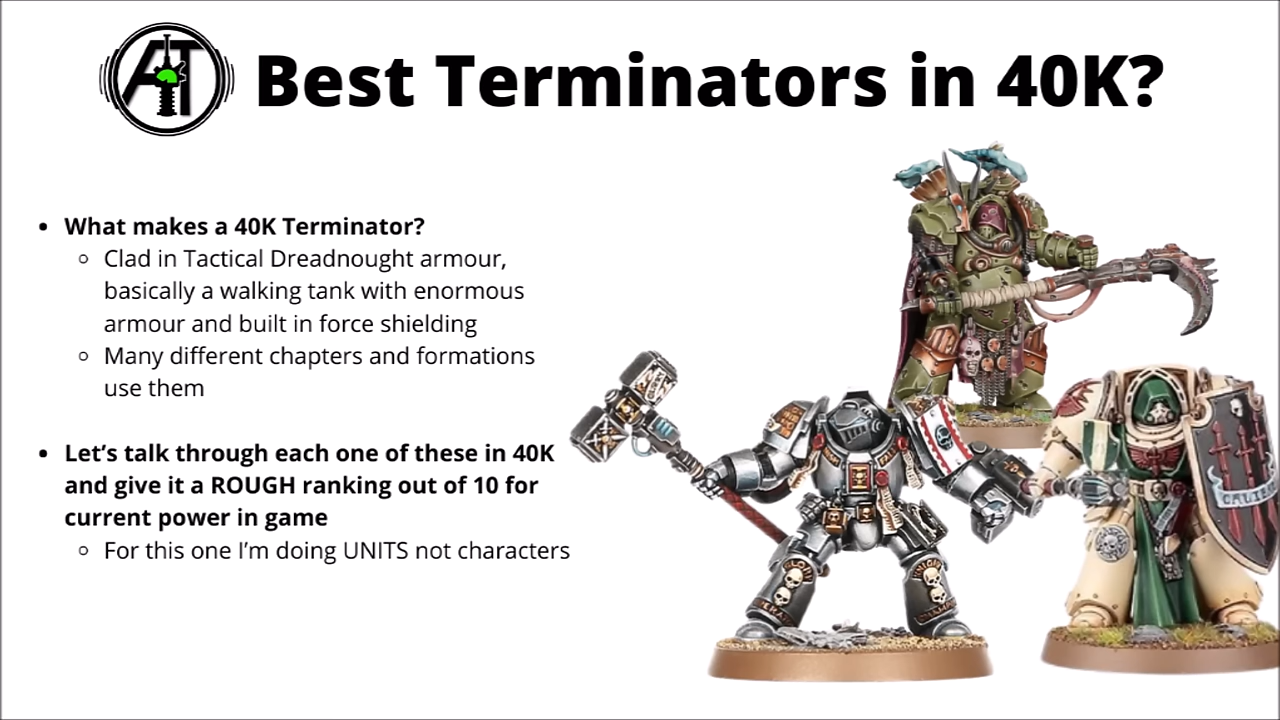 AT
Best Terminators in 40K?
• What makes a 40K Terminator?
○ Clad in Tactical Dreadnought armour,
basically a walking tank with enormous
armour and built in force shielding
○ Many different chapters and formations
use them
• Let's talk through each one of these in 40K
and give it a ROUGH ranking out of 10 for
current power in game
○ For this one I'm doing UNITS not characters